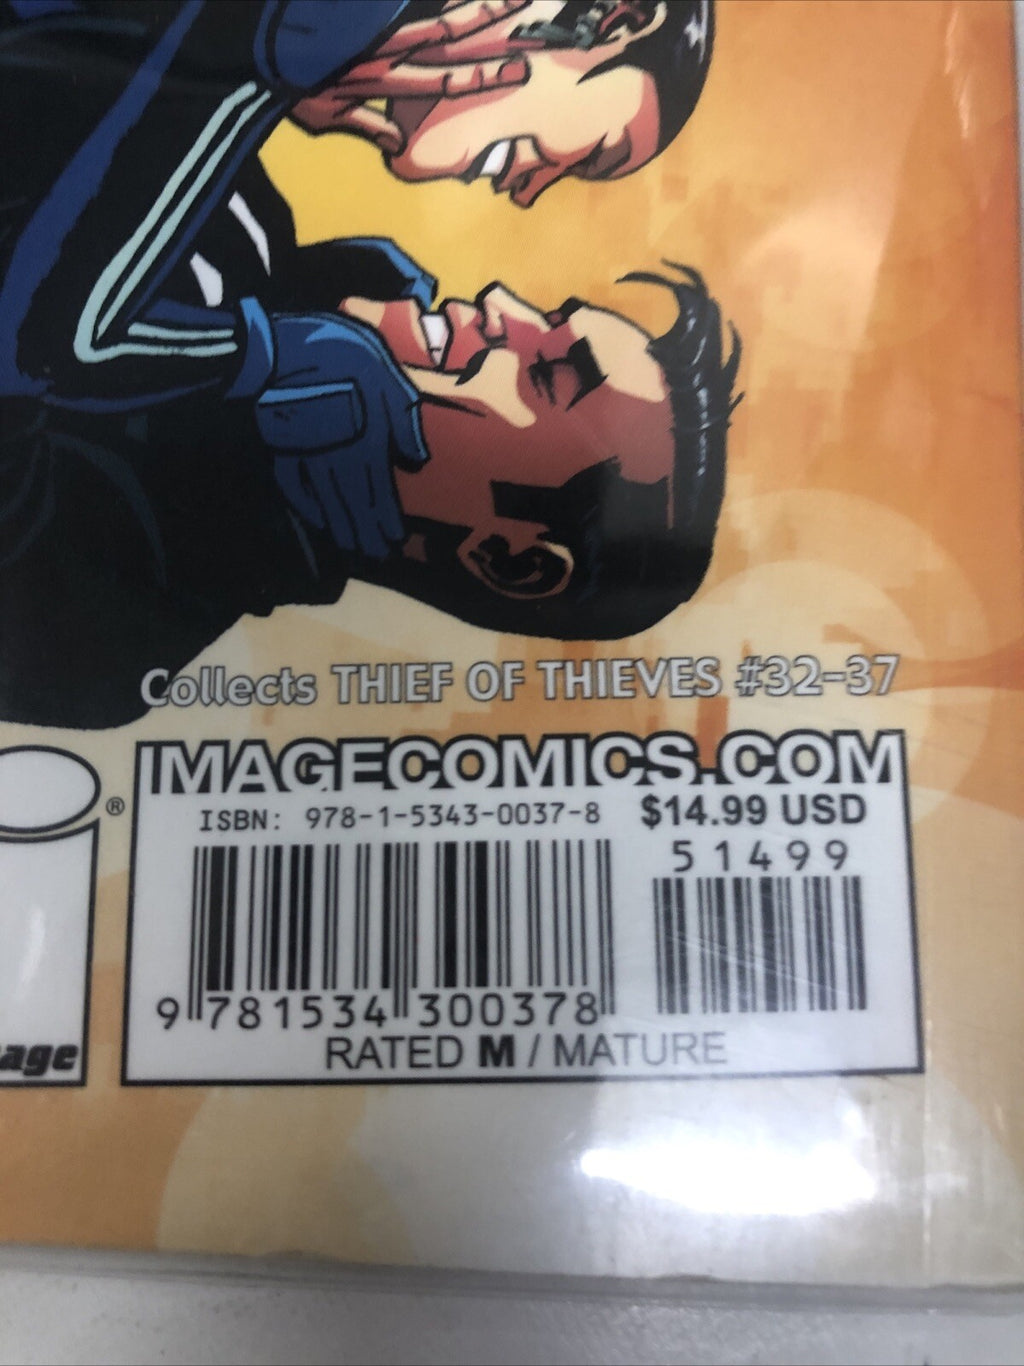 Collects THIEF OF THIEVES #32-37
IMAGECOMICS.COM
ISBN: 978-1-5343-0037-8 $14.99 USD
51499
9 781534 300378
RATED M / MATURE
®
age